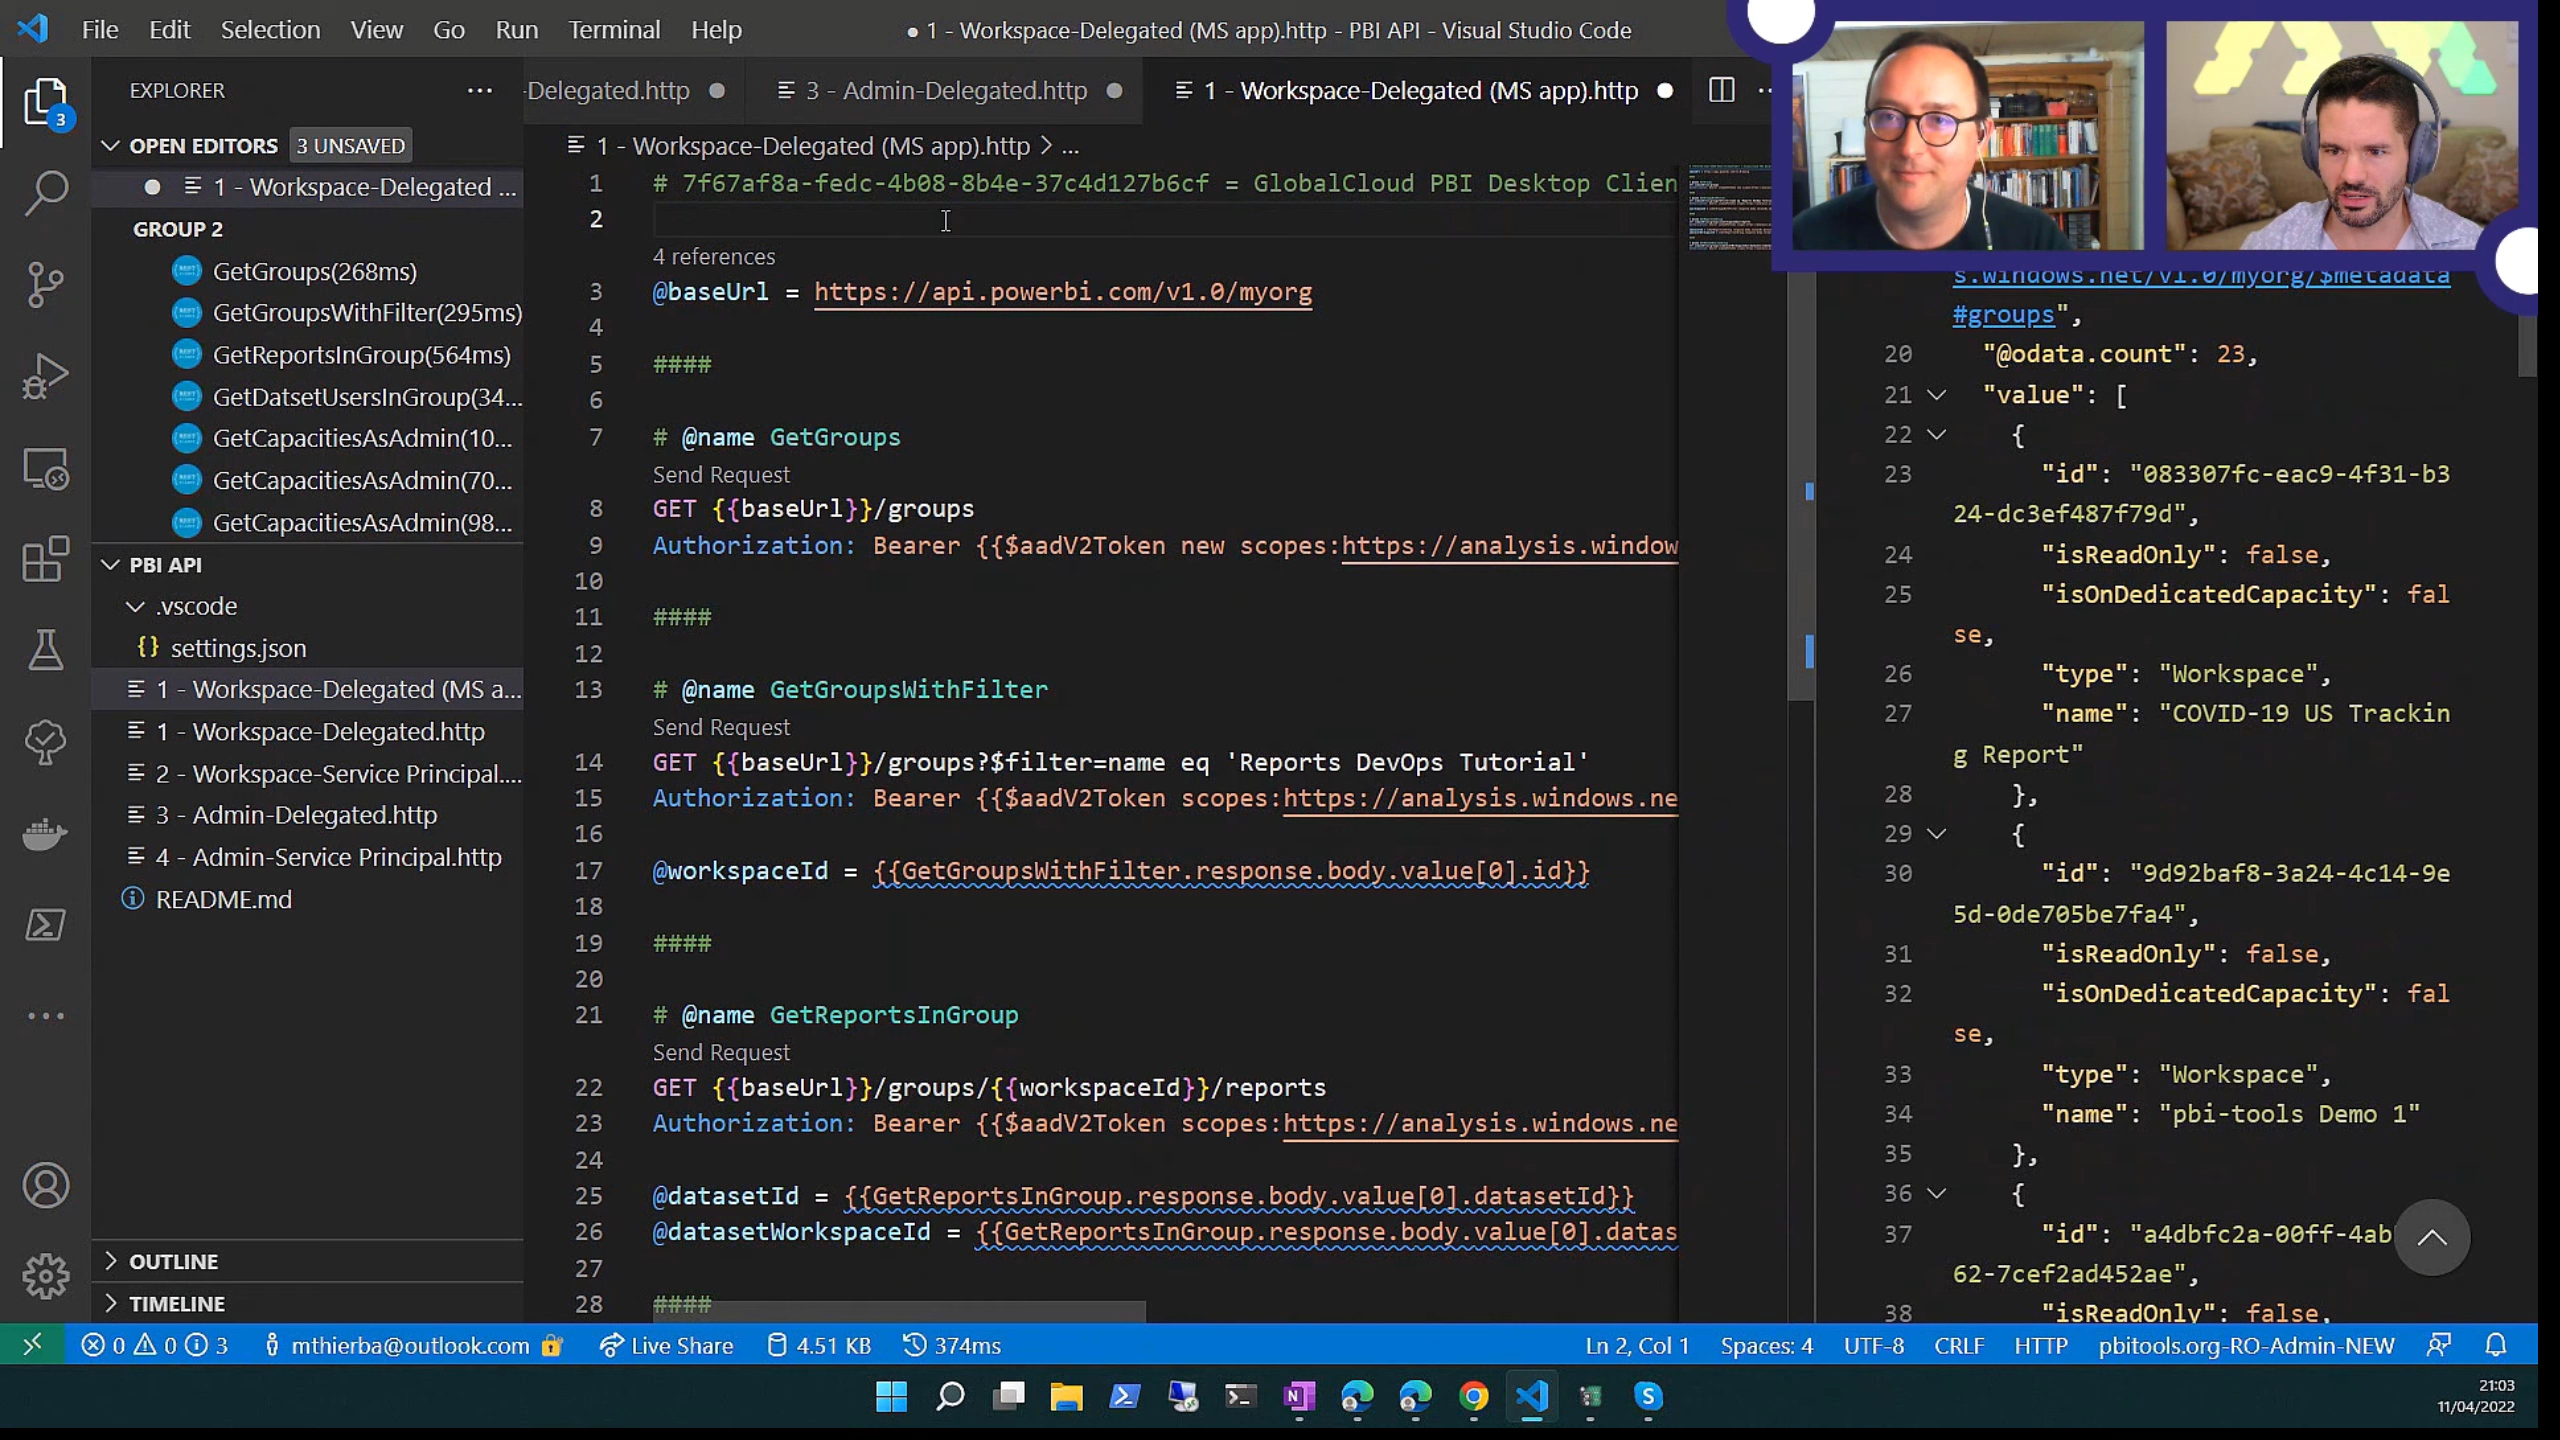 File Edit Selection View Go Run Terminal Help
● 1 - Workspace-Delegated (MS app).http - PBI API - Visual Studio Code
EXPLORER
OPEN EDITORS 3 UNSAVED
1 - Workspace-Delegated ...
GROUP 2
GetGroups(268ms)
GetGroupsWithFilter(295ms)
GetReportsInGroup(564ms)
GetDatsetUsersInGroup(34...
GetCapacitiesAsAdmin(10...
GetCapacitiesAsAdmin(70...
GetCapacitiesAsAdmin(98...
PBI API
.vscode
{} settings.json
1 - Workspace-Delegated (MS a...
1 - Workspace-Delegated.http
2 - Workspace-Service Principal....
3 - Admin-Delegated.http
4 - Admin-Service Principal.http
README.md
OUTLINE
TIMELINE
3
-Delegated.http
3 - Admin-Delegated.http
1 - Workspace-Delegated (MS app).http
1 - Workspace-Delegated (MS app).http > ...
1 # 7f67af8a-fedc-4b08-8b4e-37c4d127b6cf = GlobalCloud PBI Desktop Clien
2
4 references
3 @baseUrl = https://api.powerbi.com/v1.0/myorg
4
5 ####
6
7 # @name GetGroups
Send Request
8 GET {{baseUrl}}/groups
9 Authorization: Bearer {{$aadV2Token new scopes:https://analysis.window
10
11 ####
12
13 # @name GetGroupsWithFilter
Send Request
14 GET {{baseUrl}}/groups?$filter=name eq 'Reports DevOps Tutorial'
15 Authorization: Bearer {{$aadV2Token scopes:https://analysis.windows.ne
16
17 @workspaceId = {{GetGroupsWithFilter.response.body.value[0].id}}
18
19 ####
20
21 # @name GetReportsInGroup
Send Request
22 GET {{baseUrl}}/groups/{{workspaceId}}/reports
23 Authorization: Bearer {{$aadV2Token scopes:https://analysis.windows.ne
24
25 @datasetId = {{GetReportsInGroup.response.body.value[0].datasetId}}
26 @datasetWorkspaceId = {{GetReportsInGroup.response.body.value[0].datas
27
28 ####
s.windows.net/v1.0/myorg/$metadata
#groups",
20 "@odata.count": 23,
21 "value": [
22 {
23 "id": "083307fc-eac9-4f31-b3
24-dc3ef487f79d",
24 "isReadOnly": false,
25 "isOnDedicatedCapacity": fal
se,
26 "type": "Workspace",
27 "name": "COVID-19 US Trackin
g Report"
28 },
29 {
30 "id": "9d92baf8-3a24-4c14-9e
5d-0de705be7fa4",
31 "isReadOnly": false,
32 "isOnDedicatedCapacity": fal
se,
33 "type": "Workspace",
34 "name": "pbi-tools Demo 1"
35 },
36 {
37 "id": "a4dbfc2a-00ff-4ab
62-7cef2ad452ae",
38 "isReadOnly": false,
0 0 3 mthierba@outlook.com Live Share 4.51 KB 374ms Ln 2, Col 1 Spaces: 4 UTF-8 CRLF HTTP pbitools.org-RO-Admin-NEW
21:03
11/04/2022